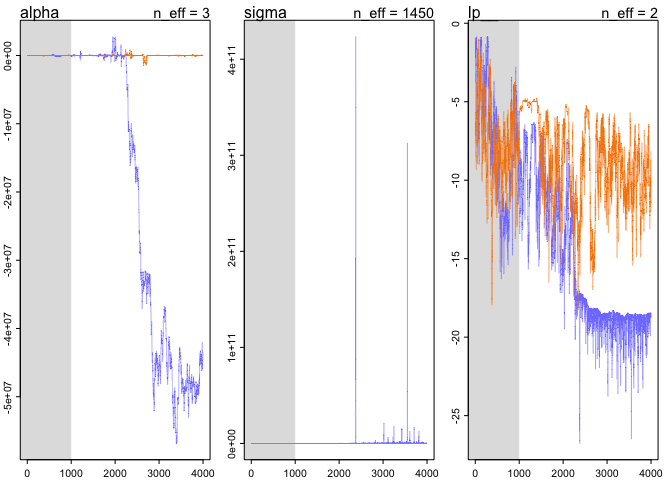 alpha n_eff = 3
0e+00
-1e+07
-2e+07
-3e+07
-4e+07
-5e+07
0 1000 2000 3000 4000
sigma n_eff = 1450
4e+11
3e+11
2e+11
1e+11
0e+00
0 1000 2000 3000 4000
lp n_eff = 2
0
-5
-10
-15
-20
-25
0 1000 2000 3000 4000